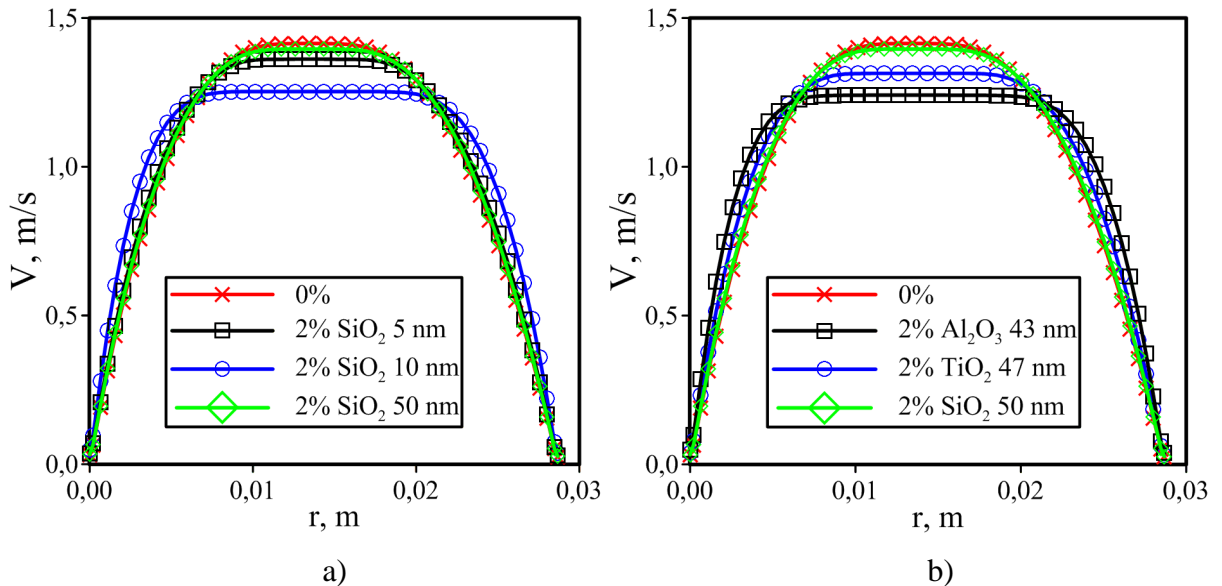 1,5
1,0
0,5
0,0
V, m/s
0%
2% SiO₂ 5 nm
2% SiO₂ 10 nm
2% SiO₂ 50 nm
0,00
0,01
0,02
0,03
r, m
a)
1,5
1,0
0,5
0,0
V, m/s
0%
2% Al₂O₃ 43 nm
2% TiO₂ 47 nm
2% SiO₂ 50 nm
0,00
0,01
0,02
0,03
r, m
b)